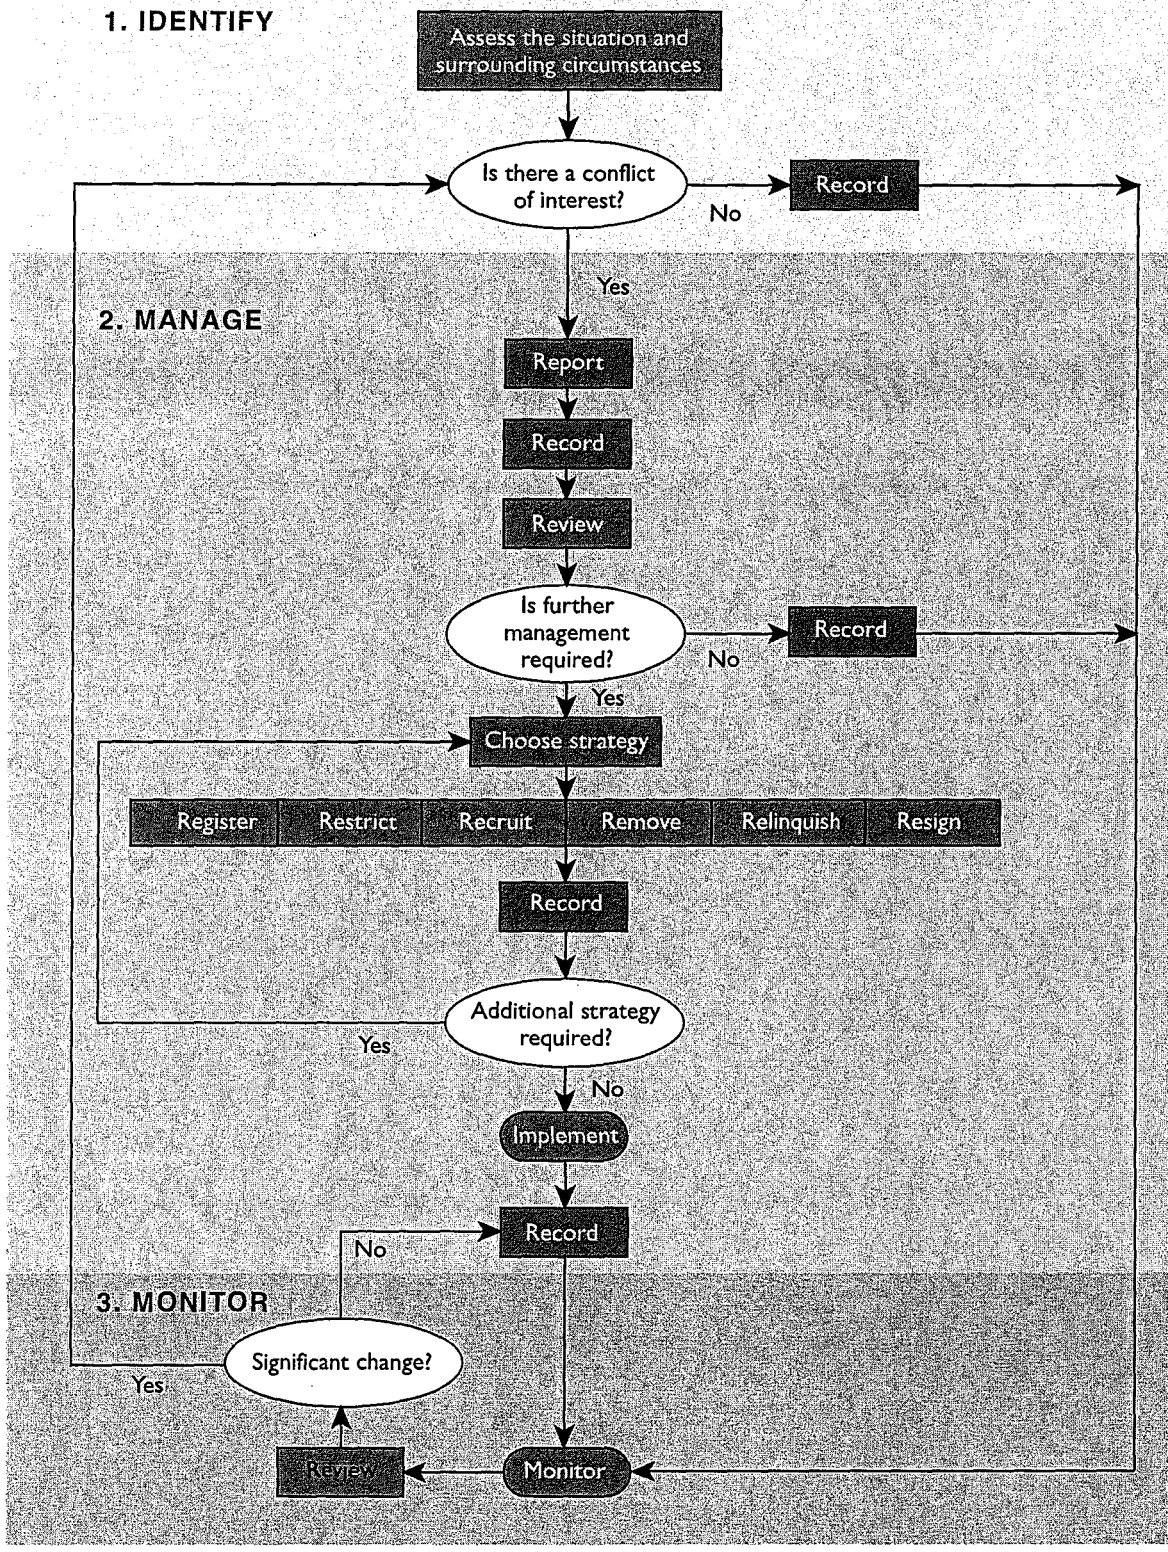 1. IDENTIFY
Assess the situation and
surrounding circumstances
Is there a conflict
of interest?
No
Record
Yes
2. MANAGE
Report
Record
Review
Is further
management
required?
No
Record
Yes
Choose strategy
Register Restrict Recruit Remove Relinquish Resign
Record
Additional strategy
required?
Yes
No
Implement
Record
No
3. MONITOR
Significant change?
Yes
Review
Monitor